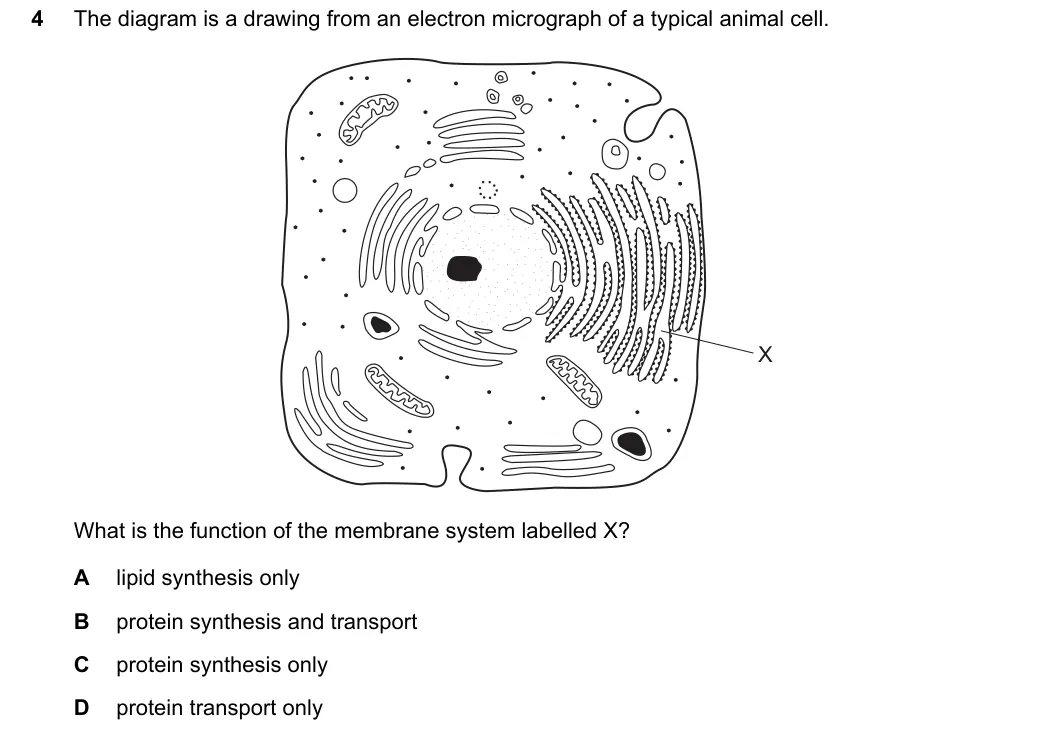 4 The diagram is a drawing from an electron micrograph of a typical animal cell.
X
What is the function of the membrane system labelled X?
A lipid synthesis only
B protein synthesis and transport
C protein synthesis only
D protein transport only